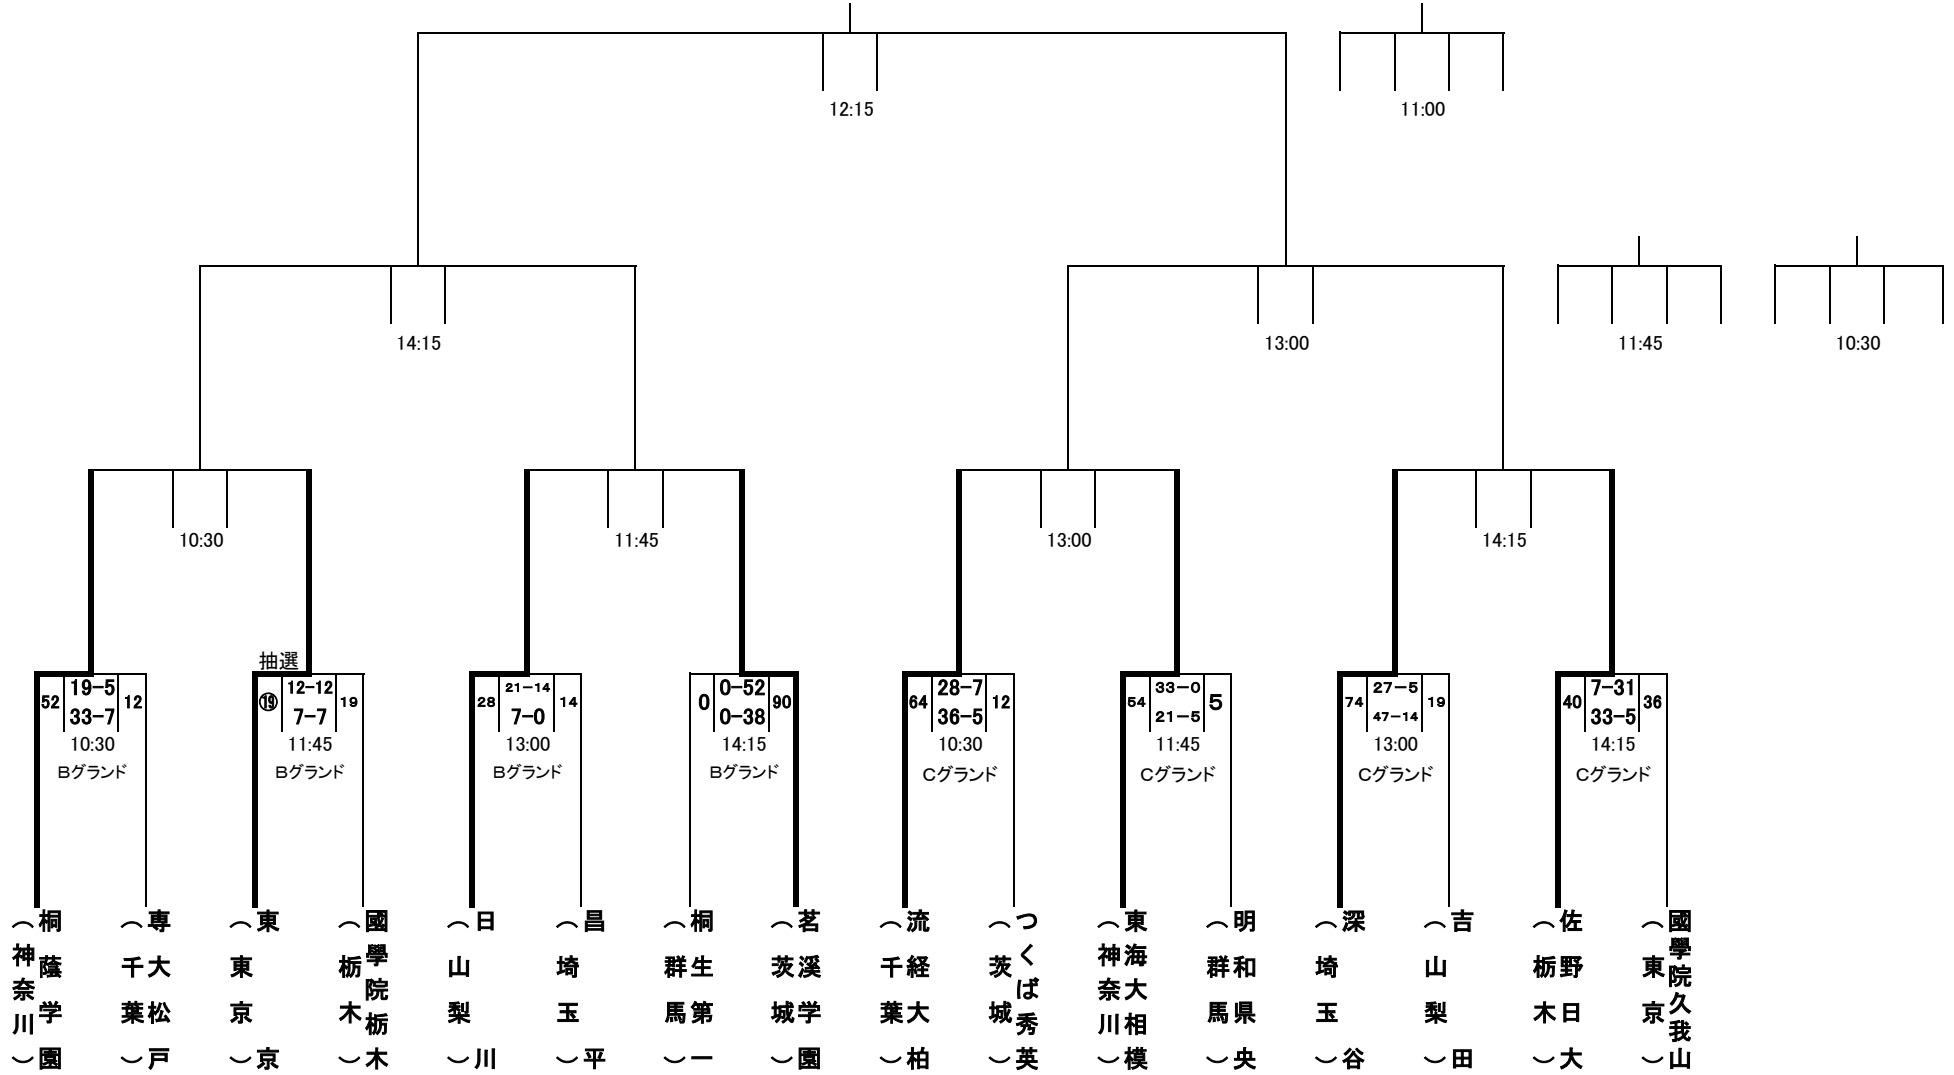 12:15
11:00
14:15
13:00
11:45
10:30
10:30
11:45
13:00
14:15
抽選
52 19-5 12
33-7
10:30
Bグランド
⑲ 12-12 19
7-7
11:45
Bグランド
28 21-14 14
7-0
13:00
Bグランド
0 0-52 90
0-38
14:15
Bグランド
64 28-7 12
36-5
10:30
Cグランド
54 33-0 5
21-5
11:45
Cグランド
74 27-5 19
47-14
13:00
Cグランド
40 7-31 36
33-5
14:15
Cグランド
桐蔭学園
(神奈川)
専大松戸
(千葉)
東京
(東京)
國學院栃木
(栃木)
日川
(山梨)
昌平
(埼玉)
桐生第一
(群馬)
茗溪学園
(茨城)
流経大柏
(千葉)
つくば秀英
(茨城)
東海大相模
(神奈川)
明和県央
(群馬)
深谷
(埼玉)
吉田
(山梨)
佐野日大
(栃木)
國學院久我山
(東京)